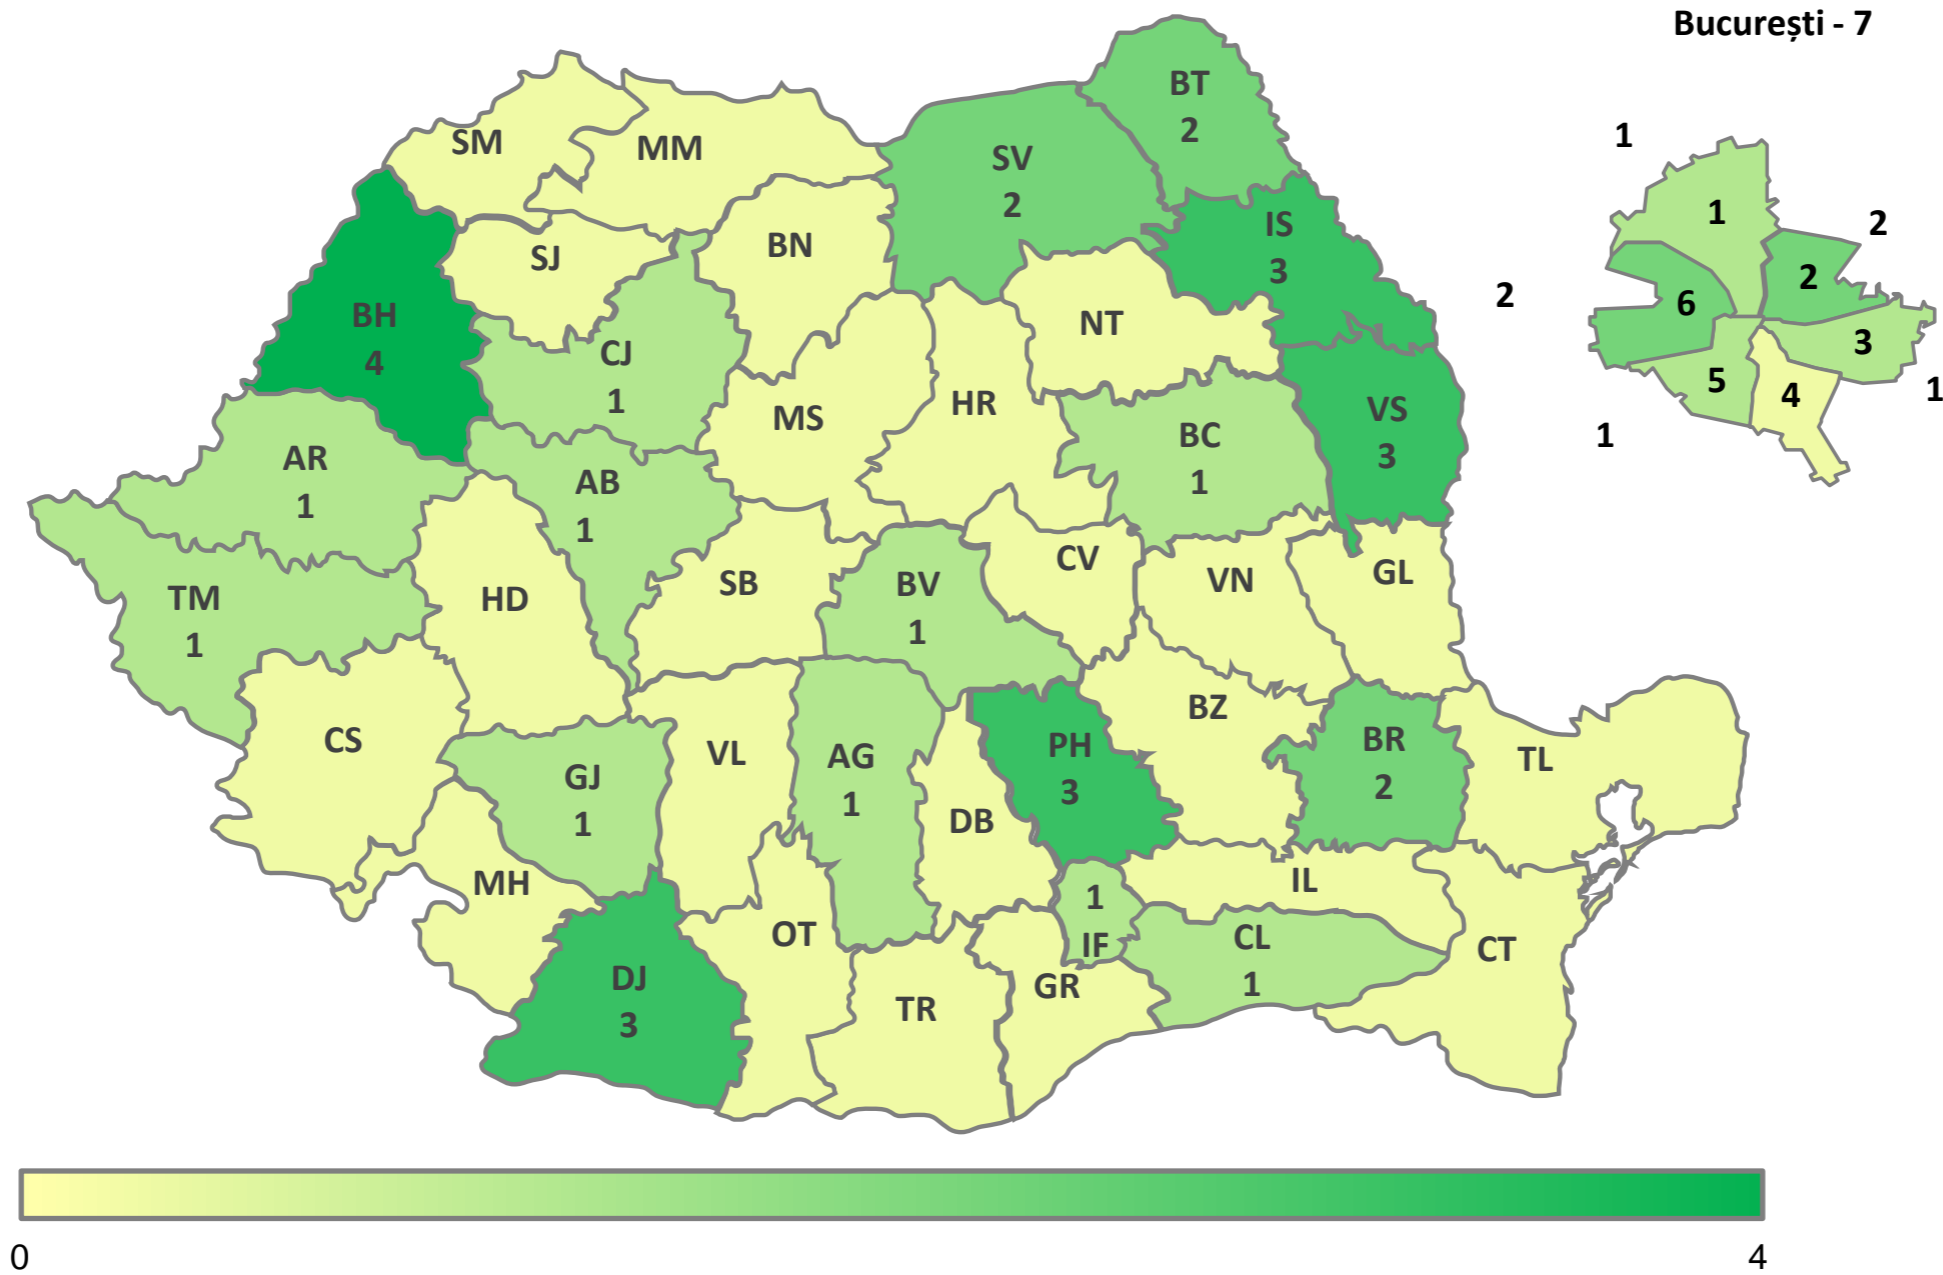 București - 7
BT
2
SV
2
SM
MM
IS
3
BN
SJ
BH
4
NT
CJ
1
HR
MS
VS
3
BC
1
AR
1
AB
1
CV
GL
VN
BV
1
SB
HD
TM
1
BZ
CS
PH
3
BR
2
VL
AG
1
TL
GJ
1
DB
MH
IL
1
IF
OT
CL
1
CT
DJ
3
GR
TR
1
1
2
2
2
6
3
1
5
4
1
0
4